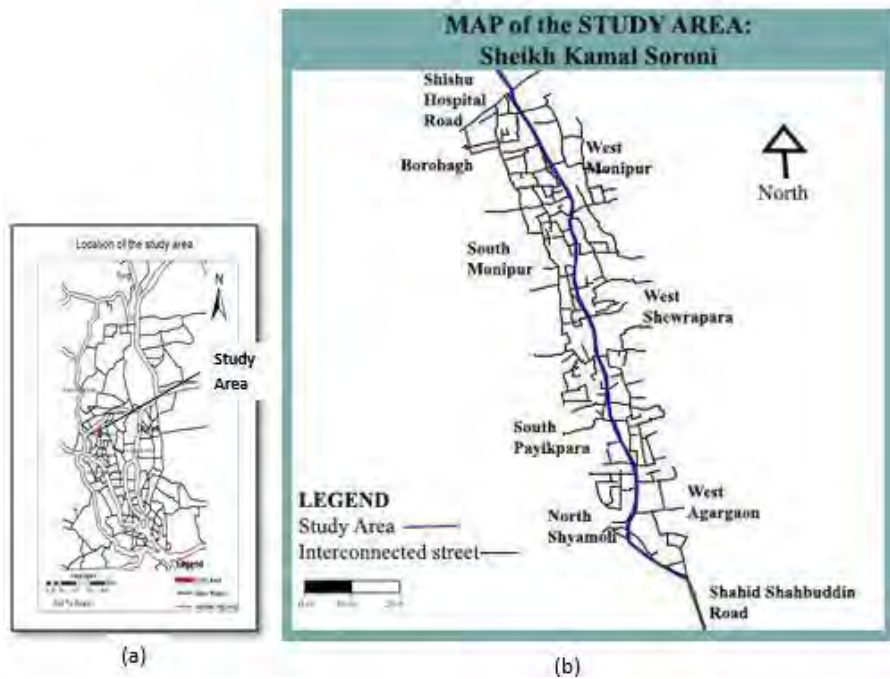 MAP of the STUDY AREA:
Sheikh Kamal Soroni
Shishu
Hospital
Road
Borobagh
West
Monipur
North
South
Monipur
West
Shewrapara
South
Payikpara
LEGEND
Study Area
Interconnected street
North
Shyamoli
West
Agargaon
Shahid Shahbuddin
Road
(b)
Location of the study area
N
Study
Area
Legend
(a)